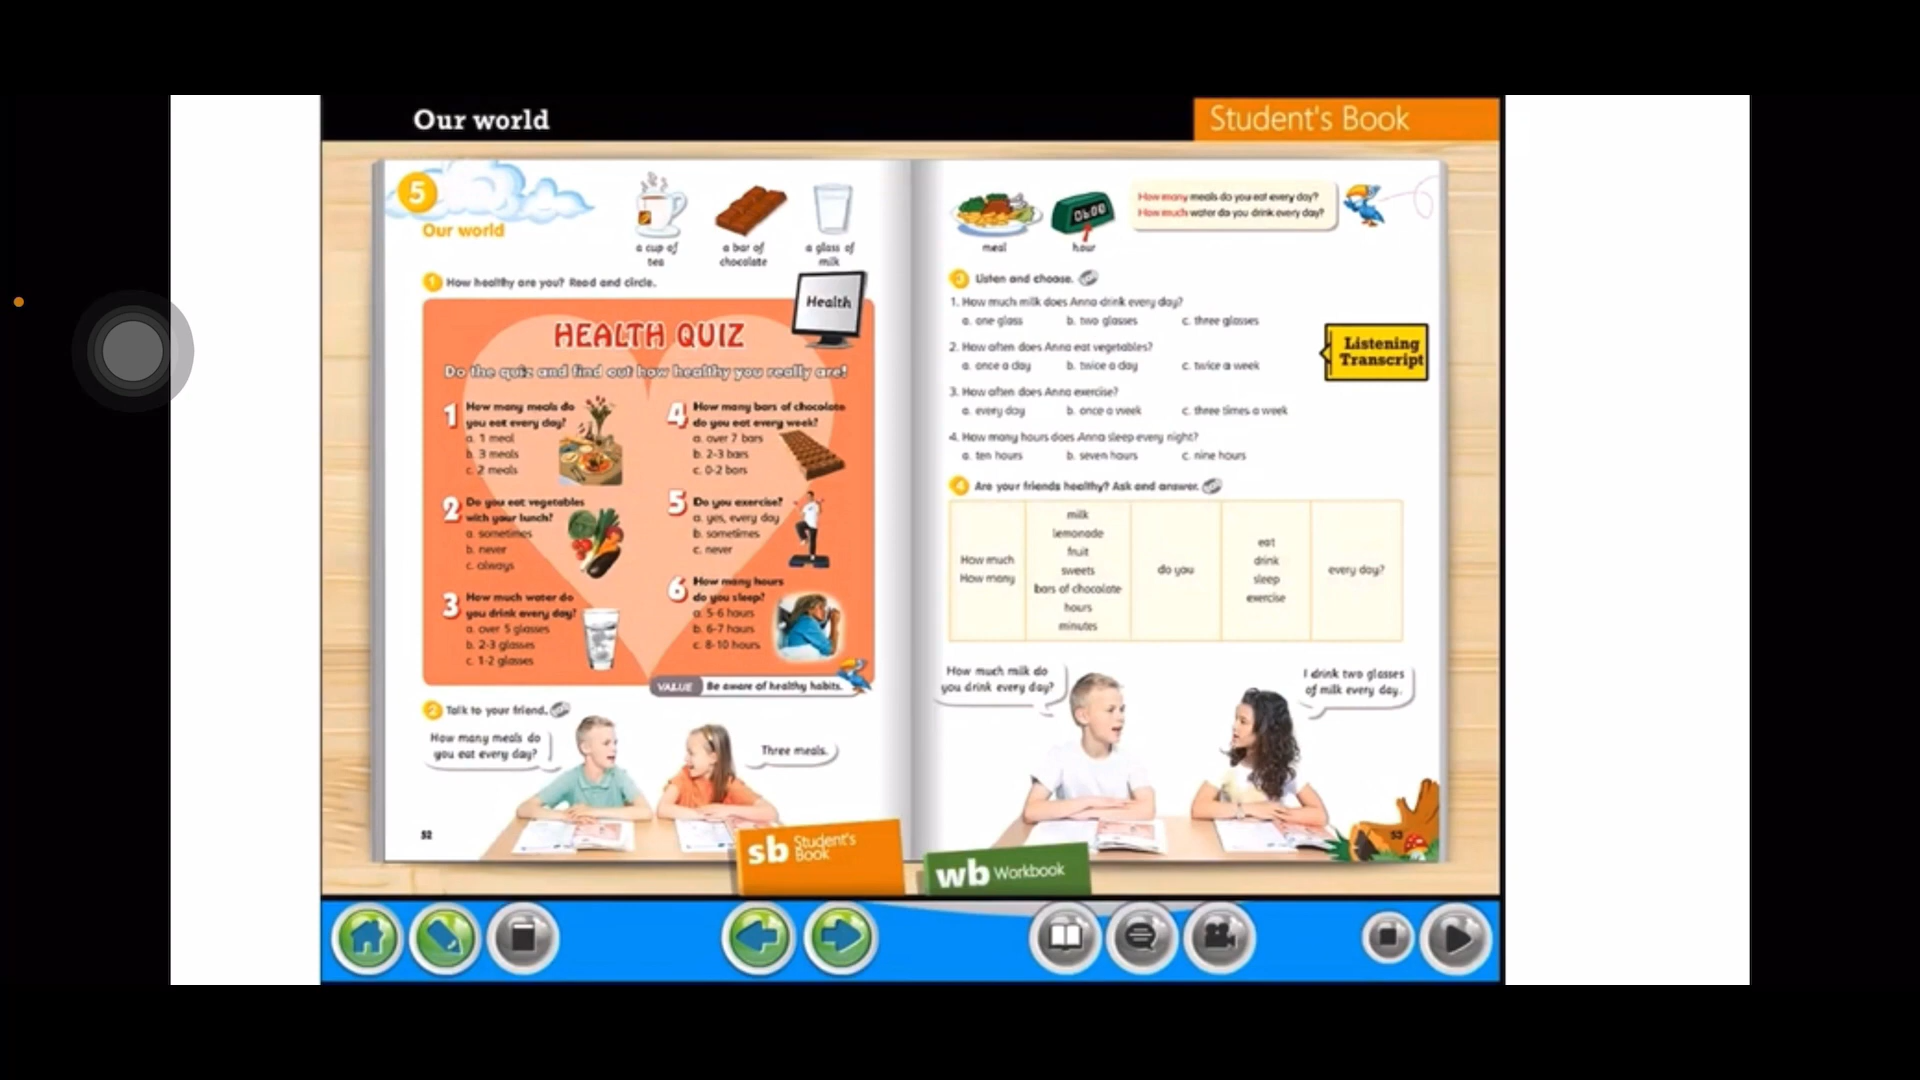 Our world
Student's Book
5
Our world
a cup of
tea
a bar of
chocolate
a glass of
milk
1 How healthy are you? Read and circle.
Health
HEALTH QUIZ
Do the quiz and find out how healthy you really are!
1 How many meals do
you eat every day?
a. 1 meal
b. 3 meals
c. 2 meals
2 Do you eat vegetables
with your lunch?
a. sometimes
b. never
c. always
3 How much water do
you drink every day?
a. over 5 glasses
b. 2-3 glasses
c. 1-2 glasses
4 How many bars of chocolate
do you eat every week?
a. over 7 bars
b. 2-3 bars
c. 0-2 bars
5 Do you exercise?
a. yes, every day
b. sometimes
c. never
6 How many hours
do you sleep?
a. 5-6 hours
b. 6-7 hours
c. 8-10 hours
VALUE Be aware of healthy habits.
2 Talk to your friend.
How many meals do
you eat every day?
Three meals.
52
meal
06:00
hour
How many meals do you eat every day?
How much water do you drink every day?
3 Listen and choose.
1. How much milk does Anna drink every day?
a. one glass b. two glasses c. three glasses
2. How often does Anna eat vegetables?
a. once a day b. twice a day c. twice a week
3. How often does Anna exercise?
a. every day b. once a week c. three times a week
4. How many hours does Anna sleep every night?
a. ten hours b. seven hours c. nine hours
Listening
Transcript
4 Are your friends healthy? Ask and answer.
How much
How many
milk
lemonade
fruit
sweets
bars of chocolate
hours
minutes
do you
eat
drink
sleep
exercise
every day?
How much milk do
you drink every day?
I drink two glasses
of milk every day.
53
sb Student's
Book
wb Workbook